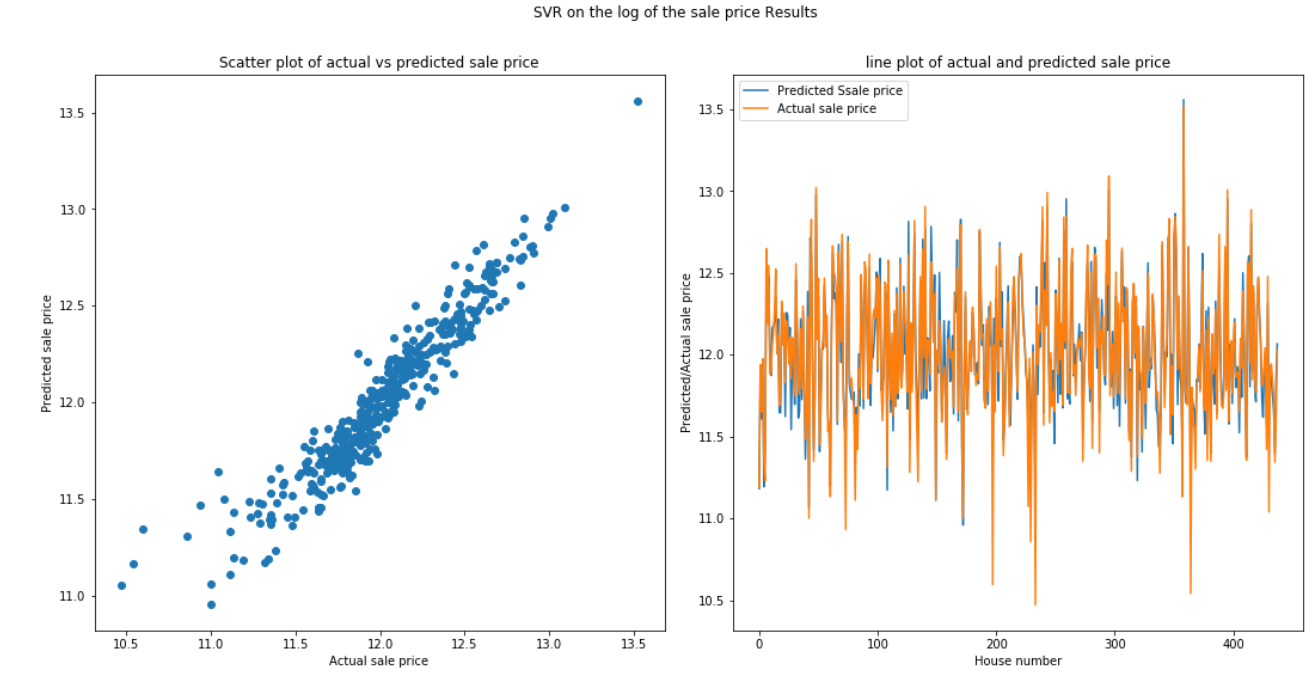 SVR on the log of the sale price Results
Scatter plot of actual vs predicted sale price
13.5
13.0
12.5
12.0
11.5
11.0
Predicted sale price
10.5 11.0 11.5 12.0 12.5 13.0 13.5
Actual sale price
line plot of actual and predicted sale price
Predicted Ssale price
Actual sale price
13.5
13.0
12.5
12.0
11.5
11.0
10.5
Predicted/Actual sale price
0 100 200 300 400
House number